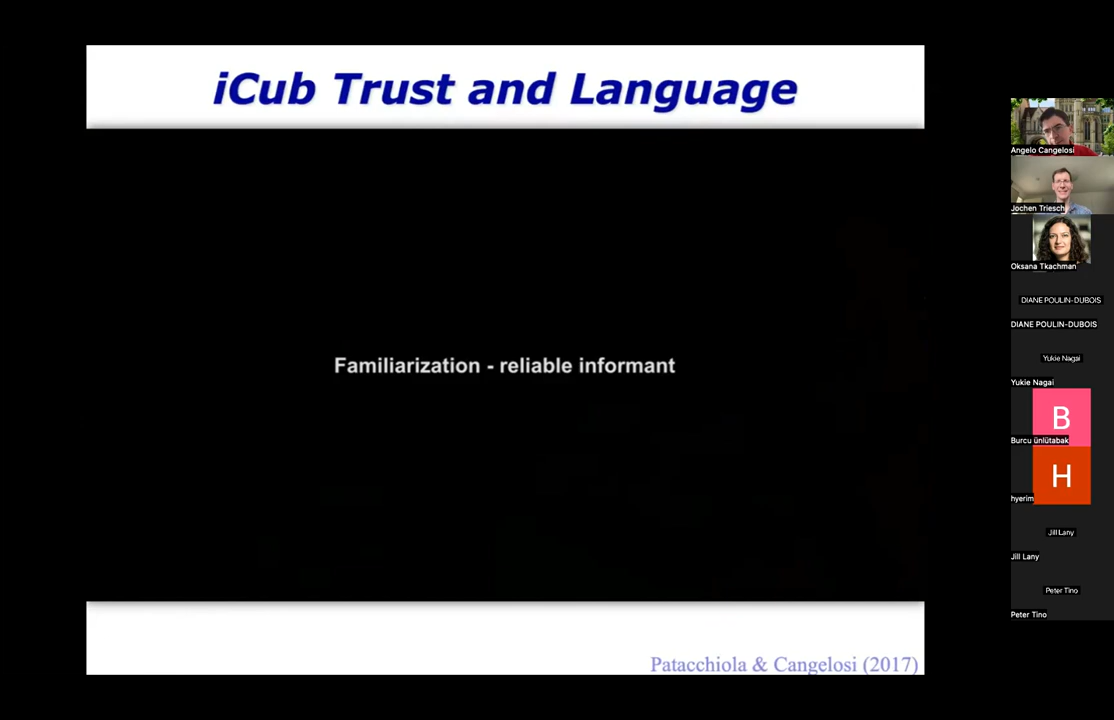 iCub Trust and Language
Familiarization - reliable informant
Patacchiola & Cangelosi (2017)
Angelo Cangelosi
Jochen Triesch
Oksana Tkachman
DIANE POULIN-DUBOIS
DIANE POULIN-DUBOIS
Yukie Nagai
Yukie Nagai
B
Burcu ünlütabak
H
hyerim
Jill Lany
Jill Lany
Peter Tino
Peter Tino